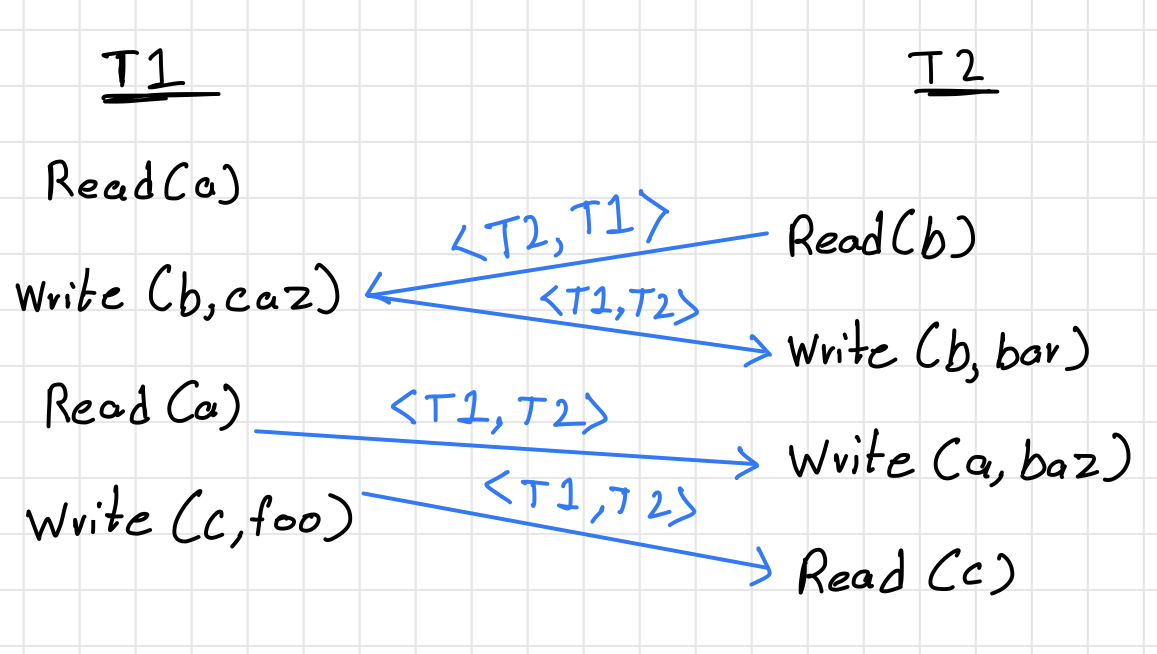 T1
T2
Read(a)
<T2, T1>
Read(b)
Write (b,caz)
<T1,T2>
Write (b, bar)
Read (a)
<T1, T2>
Write (a, baz)
<T1,T2>
Write (c,foo)
Read (c)